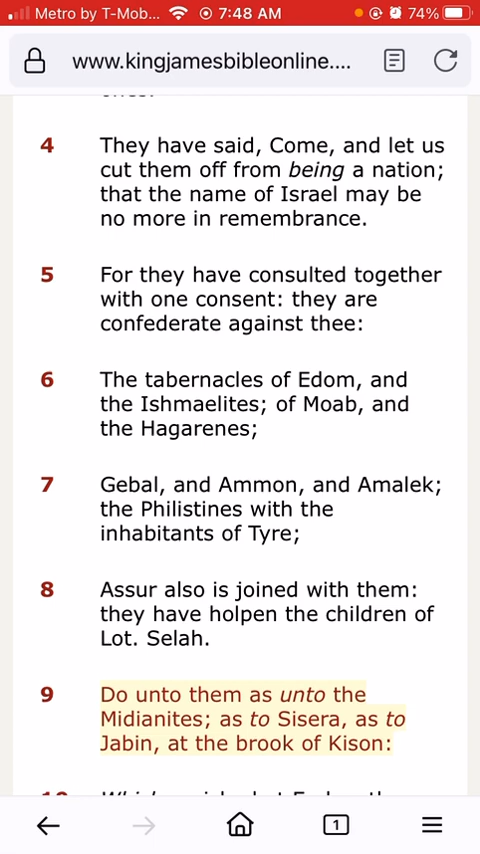 Metro by T-Mob... 7:48 AM 74%
www.kingjamesbibleonline....
ones.
4 They have said, Come, and let us
cut them off from being a nation;
that the name of Israel may be
no more in remembrance.
5 For they have consulted together
with one consent: they are
confederate against thee:
6 The tabernacles of Edom, and
the Ishmaelites; of Moab, and
the Hagarenes;
7 Gebal, and Ammon, and Amalek;
the Philistines with the
inhabitants of Tyre;
8 Assur also is joined with them:
they have holpen the children of
Lot. Selah.
9 Do unto them as unto the
Midianites; as to Sisera, as to
Jabin, at the brook of Kison:
10
1